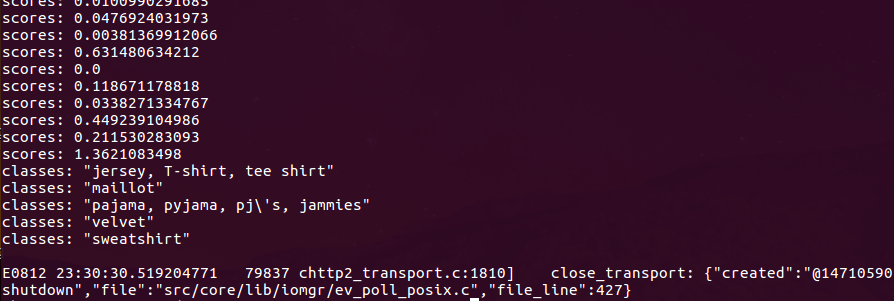 scores: 0.0100990291683
scores: 0.0476924031973
scores: 0.00381369912066
scores: 0.631480634212
scores: 0.0
scores: 0.118671178818
scores: 0.0338271334767
scores: 0.449239104986
scores: 0.211530283093
scores: 1.3621083498
classes: "jersey, T-shirt, tee shirt"
classes: "maillot"
classes: "pajama, pyjama, pj\'s, jammies"
classes: "velvet"
classes: "sweatshirt"
E0812 23:30:30.519204771   79837 chttp2_transport.c:1810]    close_transport: {"created":"@14710590
shutdown","file":"src/core/lib/iomgr/ev_poll_posix.c","file_line":427}